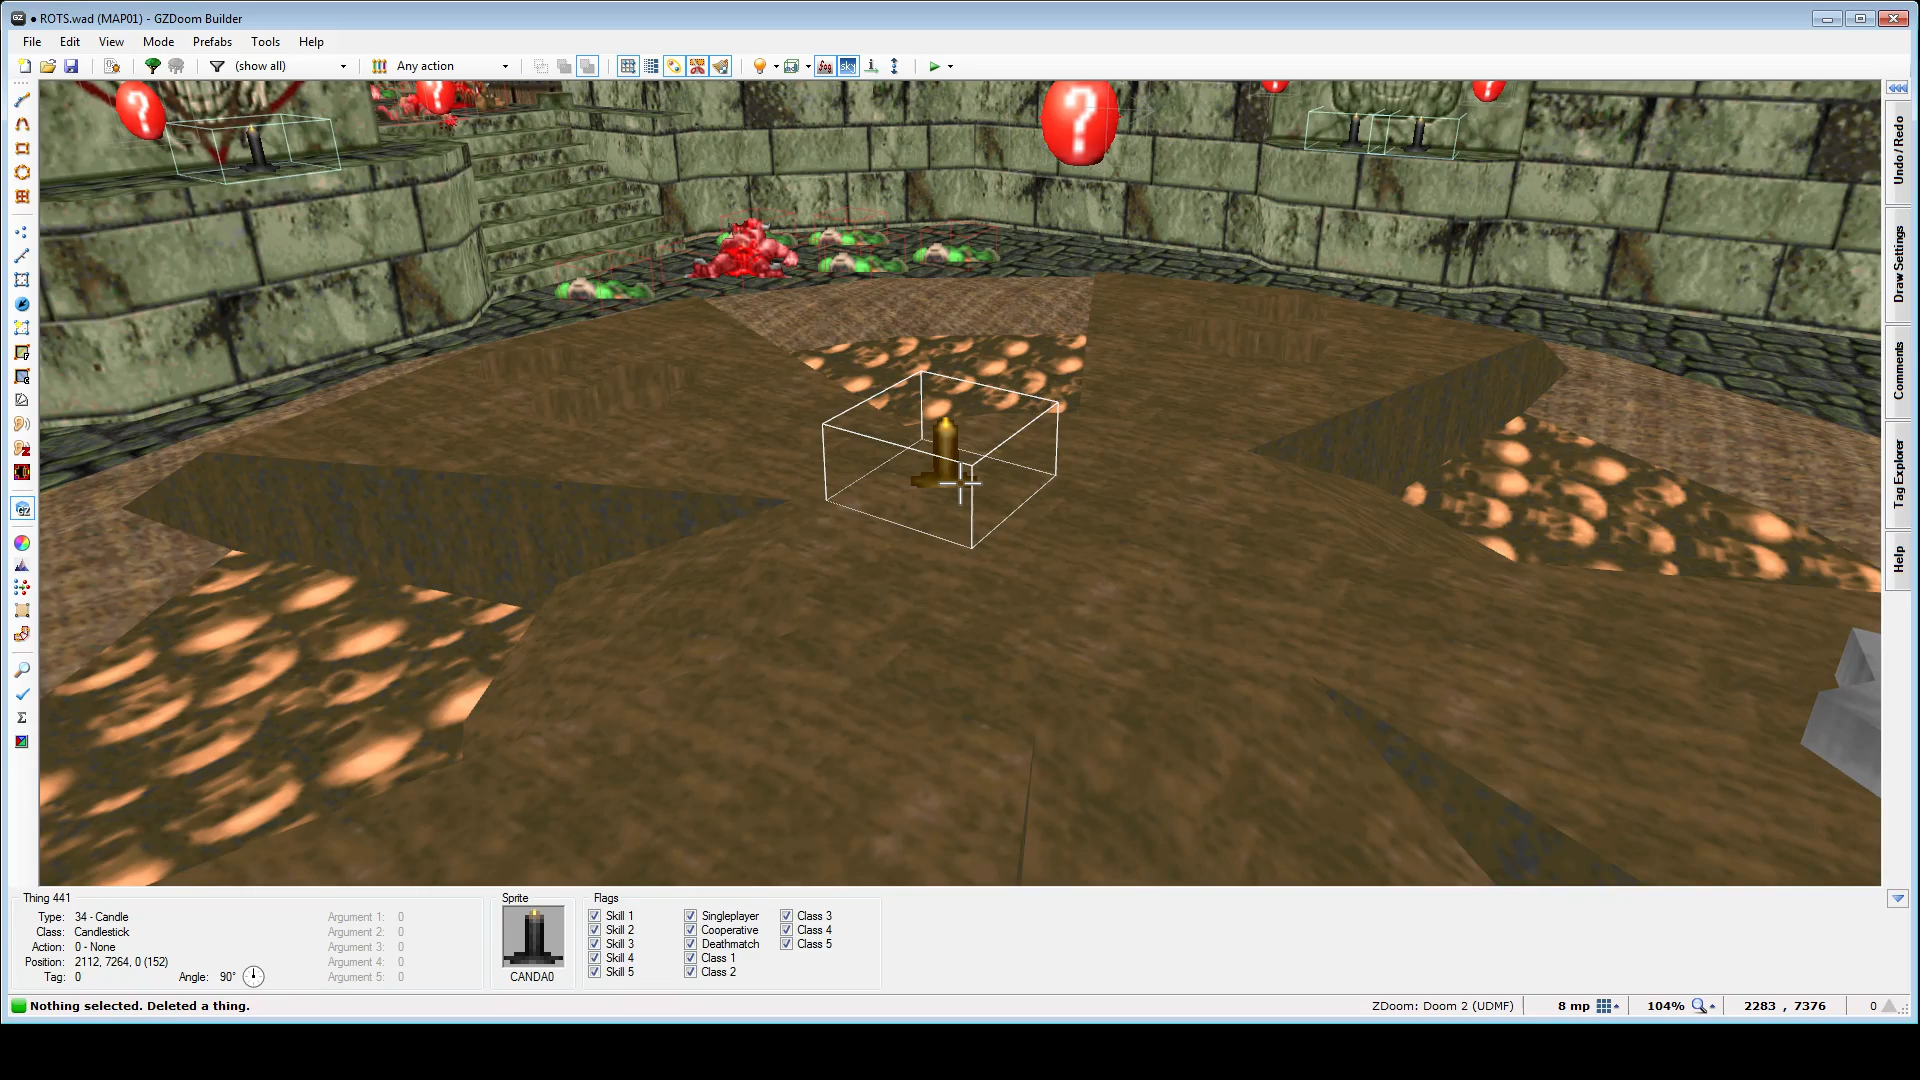 GZ ● ROTS.wad (MAP01) - GZDoom Builder
File Edit View Mode Prefabs Tools Help
(show all) Any action fog sky
? ? ?
Undo / Redo
Draw Settings
Comments
Tag Explorer
Help
GZ
Thing 441
Type: 34 - Candle
Class: Candlestick
Action: 0 - None
Position: 2112, 7264, 0 (152)
Tag: 0 Angle: 90°
Argument 1: 0
Argument 2: 0
Argument 3: 0
Argument 4: 0
Argument 5: 0
Sprite
CANDA0
Flags
Skill 1 Singleplayer Class 3
Skill 2 Cooperative Class 4
Skill 3 Deathmatch Class 5
Skill 4 Class 1
Skill 5 Class 2
Nothing selected. Deleted a thing. ZDoom: Doom 2 (UDMF) 8 mp 104% 2283 , 7376 0